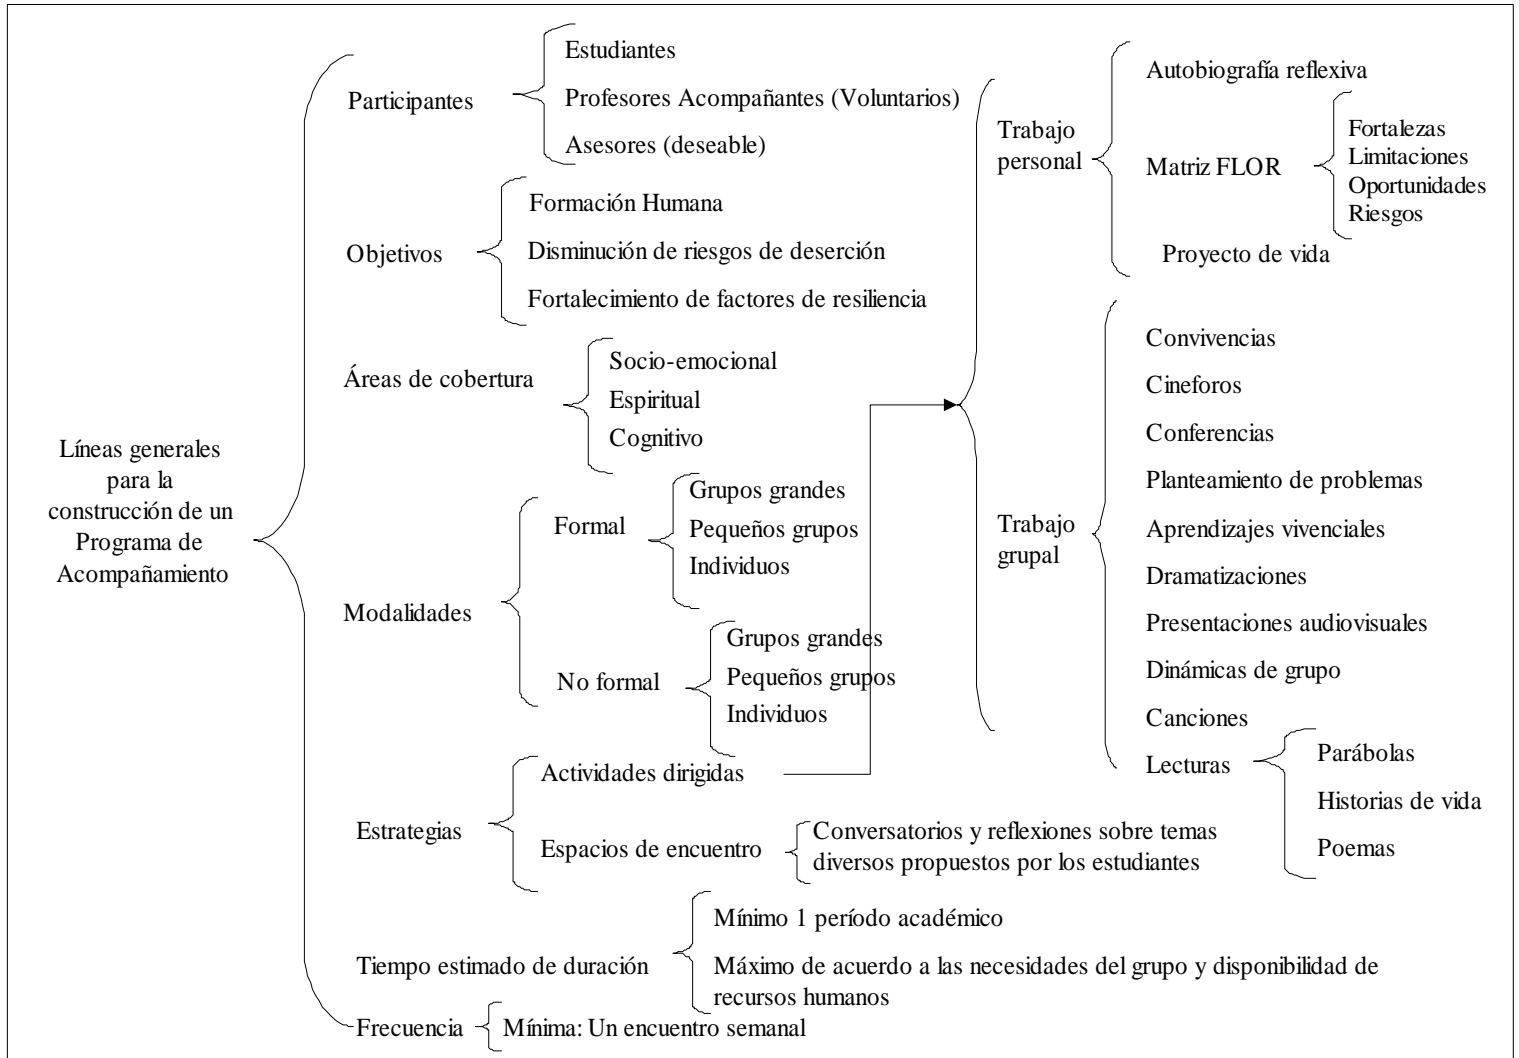 Líneas generales
para la
construcción de un
Programa de
Acompañamiento
Participantes
Estudiantes
Profesores Acompañantes (Voluntarios)
Asesores (deseable)
Objetivos
Formación Humana
Disminución de riesgos de deserción
Fortalecimiento de factores de resiliencia
Áreas de cobertura
Socio-emocional
Espiritual
Cognitivo
Modalidades
Formal
Grupos grandes
Pequeños grupos
Individuos
No formal
Grupos grandes
Pequeños grupos
Individuos
Estrategias
Actividades dirigidas
Trabajo
personal
Autobiografía reflexiva
Matriz FLOR
Fortalezas
Limitaciones
Oportunidades
Riesgos
Proyecto de vida
Trabajo
grupal
Convivencias
Cineforos
Conferencias
Planteamiento de problemas
Aprendizajes vivenciales
Dramatizaciones
Presentaciones audiovisuales
Dinámicas de grupo
Canciones
Lecturas
Parábolas
Historias de vida
Poemas
Espacios de encuentro
Conversatorios y reflexiones sobre temas
diversos propuestos por los estudiantes
Tiempo estimado de duración
Mínimo 1 período académico
Máximo de acuerdo a las necesidades del grupo y disponibilidad de
recursos humanos
Frecuencia
Mínima: Un encuentro semanal